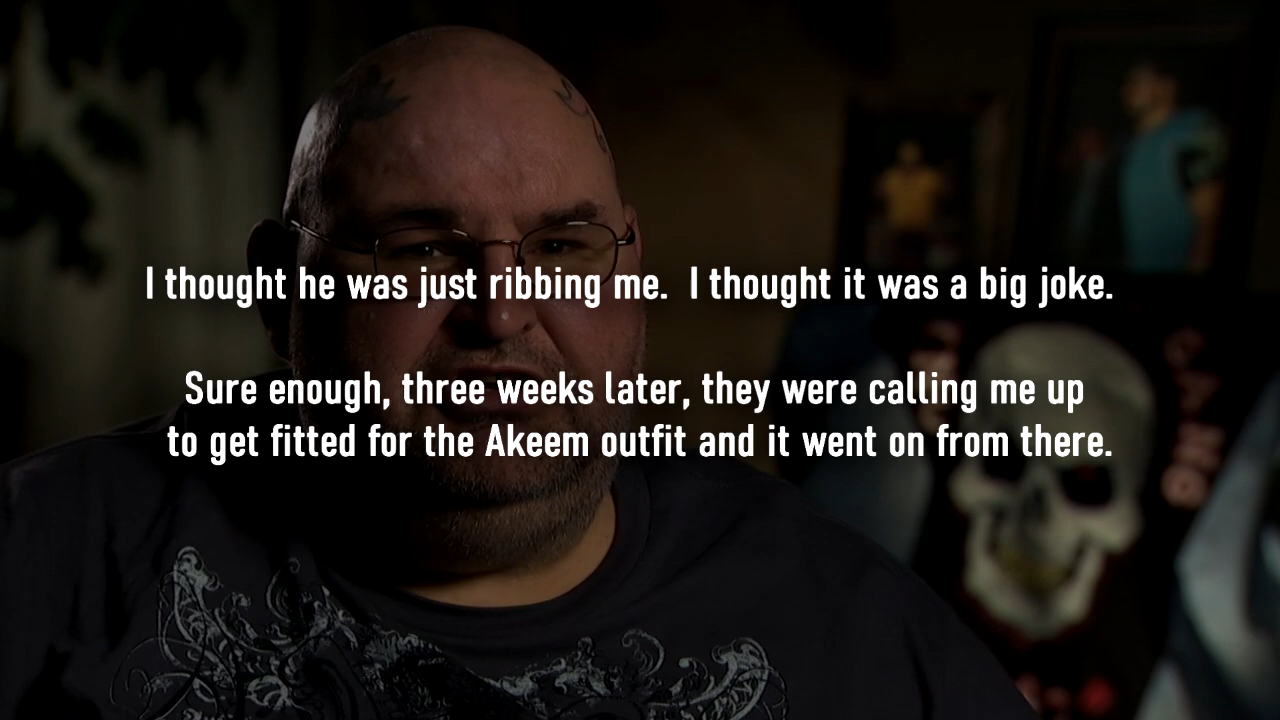 I thought he was just ribbing me.  I thought it was a big joke.
Sure enough, three weeks later, they were calling me up
to get fitted for the Akeem outfit and it went on from there.